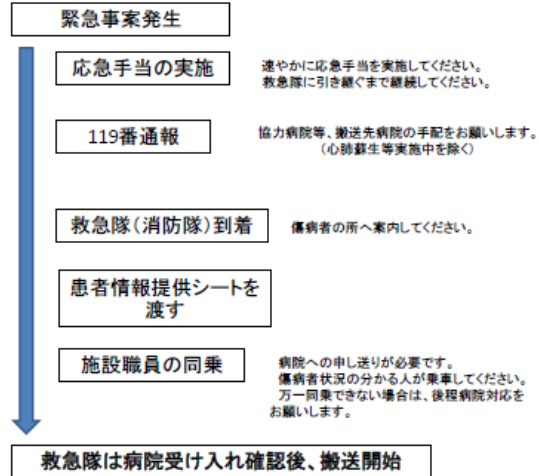 緊急事案発生
応急手当の実施
速やかに応急手当を実施してください。
救急隊に引き継ぐまで継続してください。
119番通報
協力病院等、搬送先病院の手配をお願いします。
（心肺蘇生等実施中を除く）
救急隊（消防隊）到着
傷病者の所へ案内してください。
患者情報提供シートを
渡す
施設職員の同乗
病院への申し送りが必要です。
傷病者状況の分かる人が乗車してください。
万一同乗できない場合は、後程病院対応を
お願いします。
救急隊は病院受け入れ確認後、搬送開始